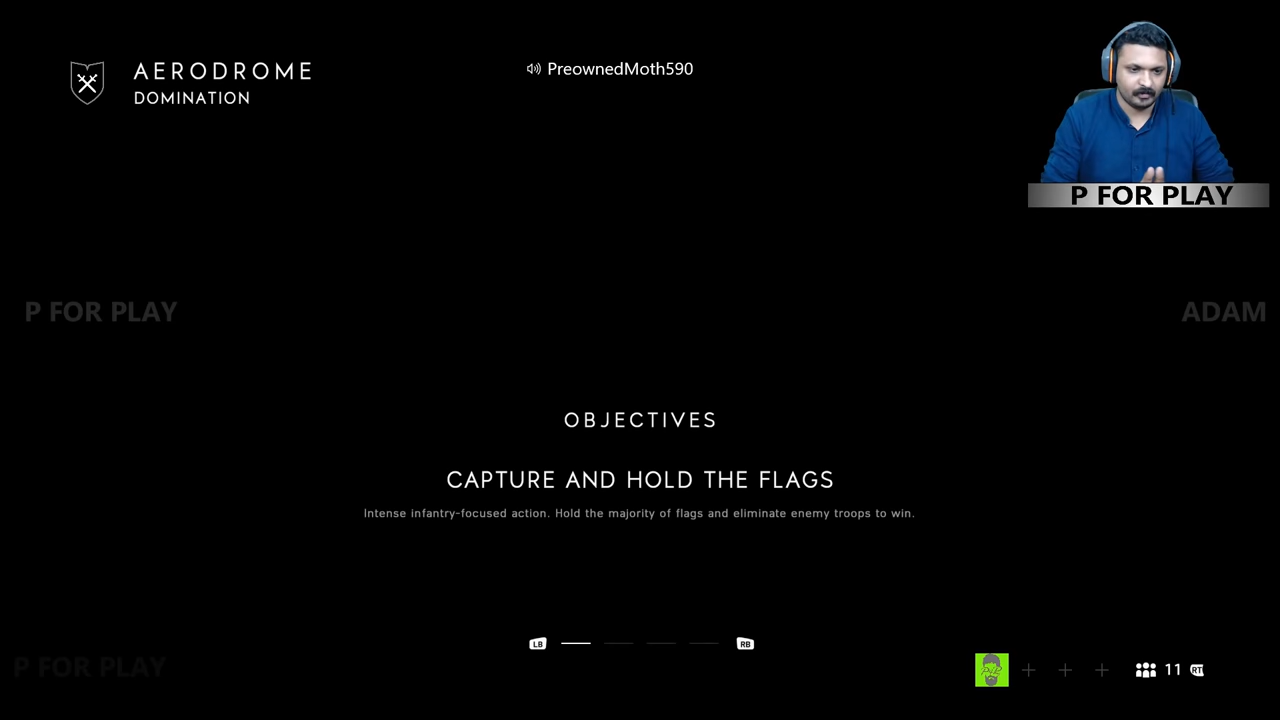 AERODROME
DOMINATION
PreownedMoth590
P FOR PLAY
P FOR PLAY
ADAM
OBJECTIVES
CAPTURE AND HOLD THE FLAGS
Intense infantry-focused action. Hold the majority of flags and eliminate enemy troops to win.
LB
RB
P FOR PLAY
11
RT